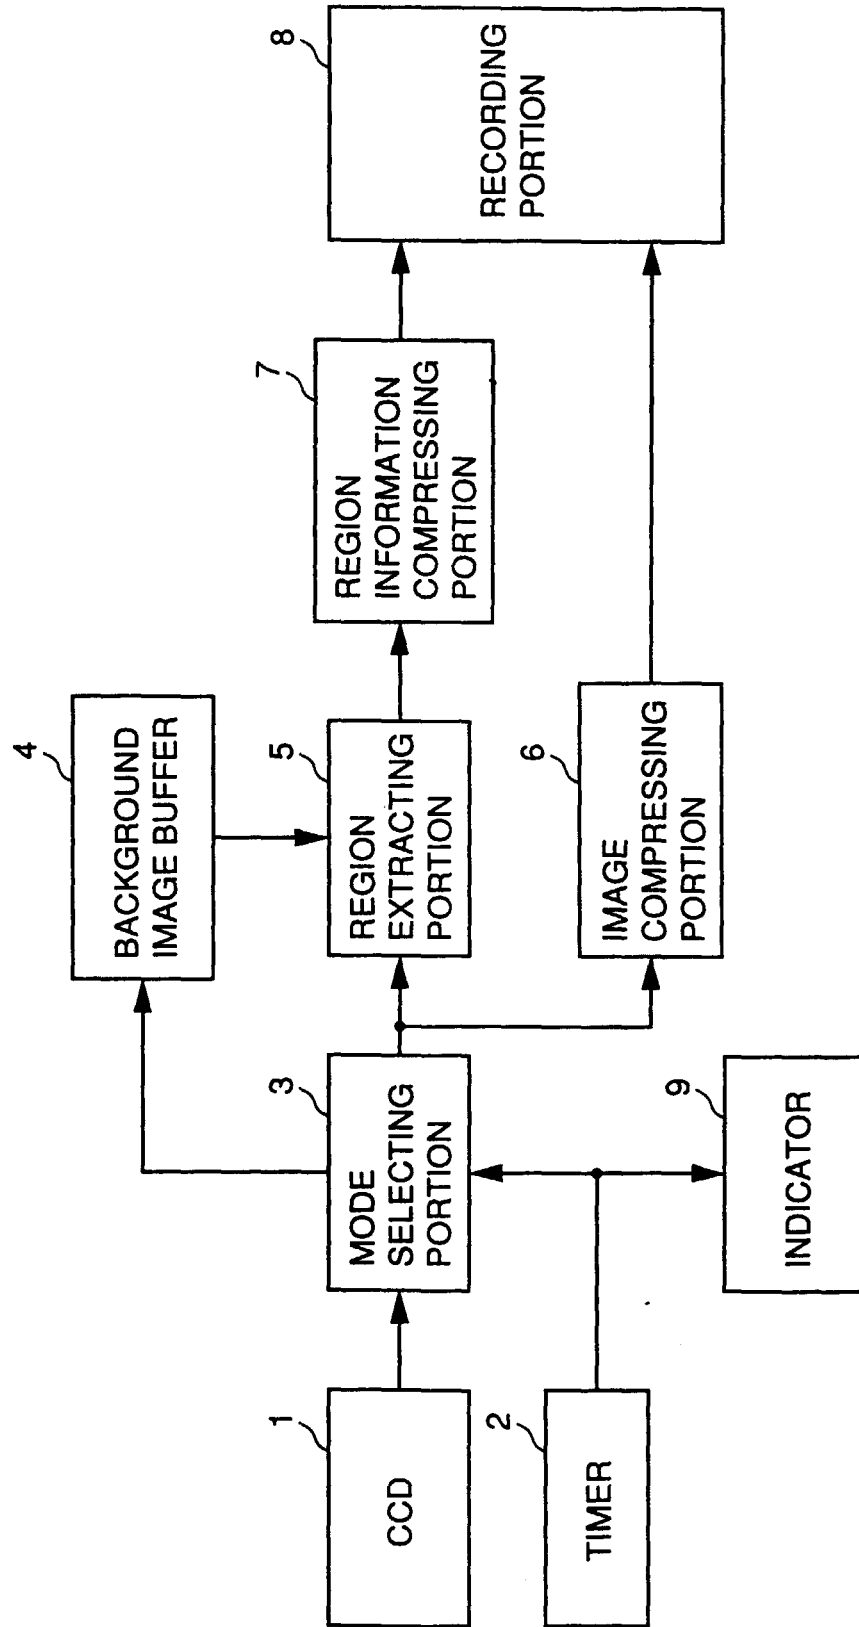 1
CCD
2
TIMER
3
MODE
SELECTING
PORTION
4
BACKGROUND
IMAGE BUFFER
5
REGION
EXTRACTING
PORTION
6
IMAGE
COMPRESSING
PORTION
7
REGION
INFORMATION
COMPRESSING
PORTION
8
RECORDING
PORTION
9
INDICATOR